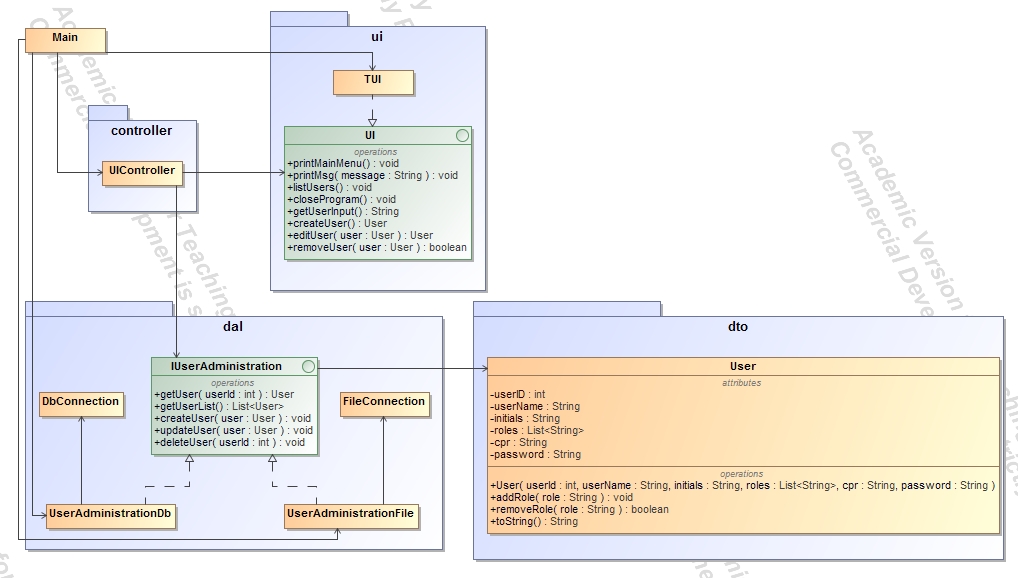 Main
ui
TUI
UI
operations
+printMainMenu() : void
+printMsg( message : String ) : void
+listUsers() : void
+closeProgram() : void
+getUserInput() : String
+createUser() : User
+editUser( user : User ) : User
+removeUser( user : User ) : boolean
controller
UIController
dal
IUserAdministration
operations
+getUser( userId : int ) : User
+getUserList() : List<User>
+createUser( user : User ) : void
+updateUser( user : User ) : void
+deleteUser( userId : int ) : void
DbConnection
FileConnection
UserAdministrationDb
UserAdministrationFile
dto
User
attributes
-userID : int
-userName : String
-initials : String
-roles : List<String>
-cpr : String
-password : String
operations
+User( userId : int, userName : String, initials : String, roles : List<String>, cpr : String, password : String )
+addRole( role : String ) : void
+removeRole( role : String ) : boolean
+toString() : String
Academic Version
Commercial Deve
Teaching
pment is s